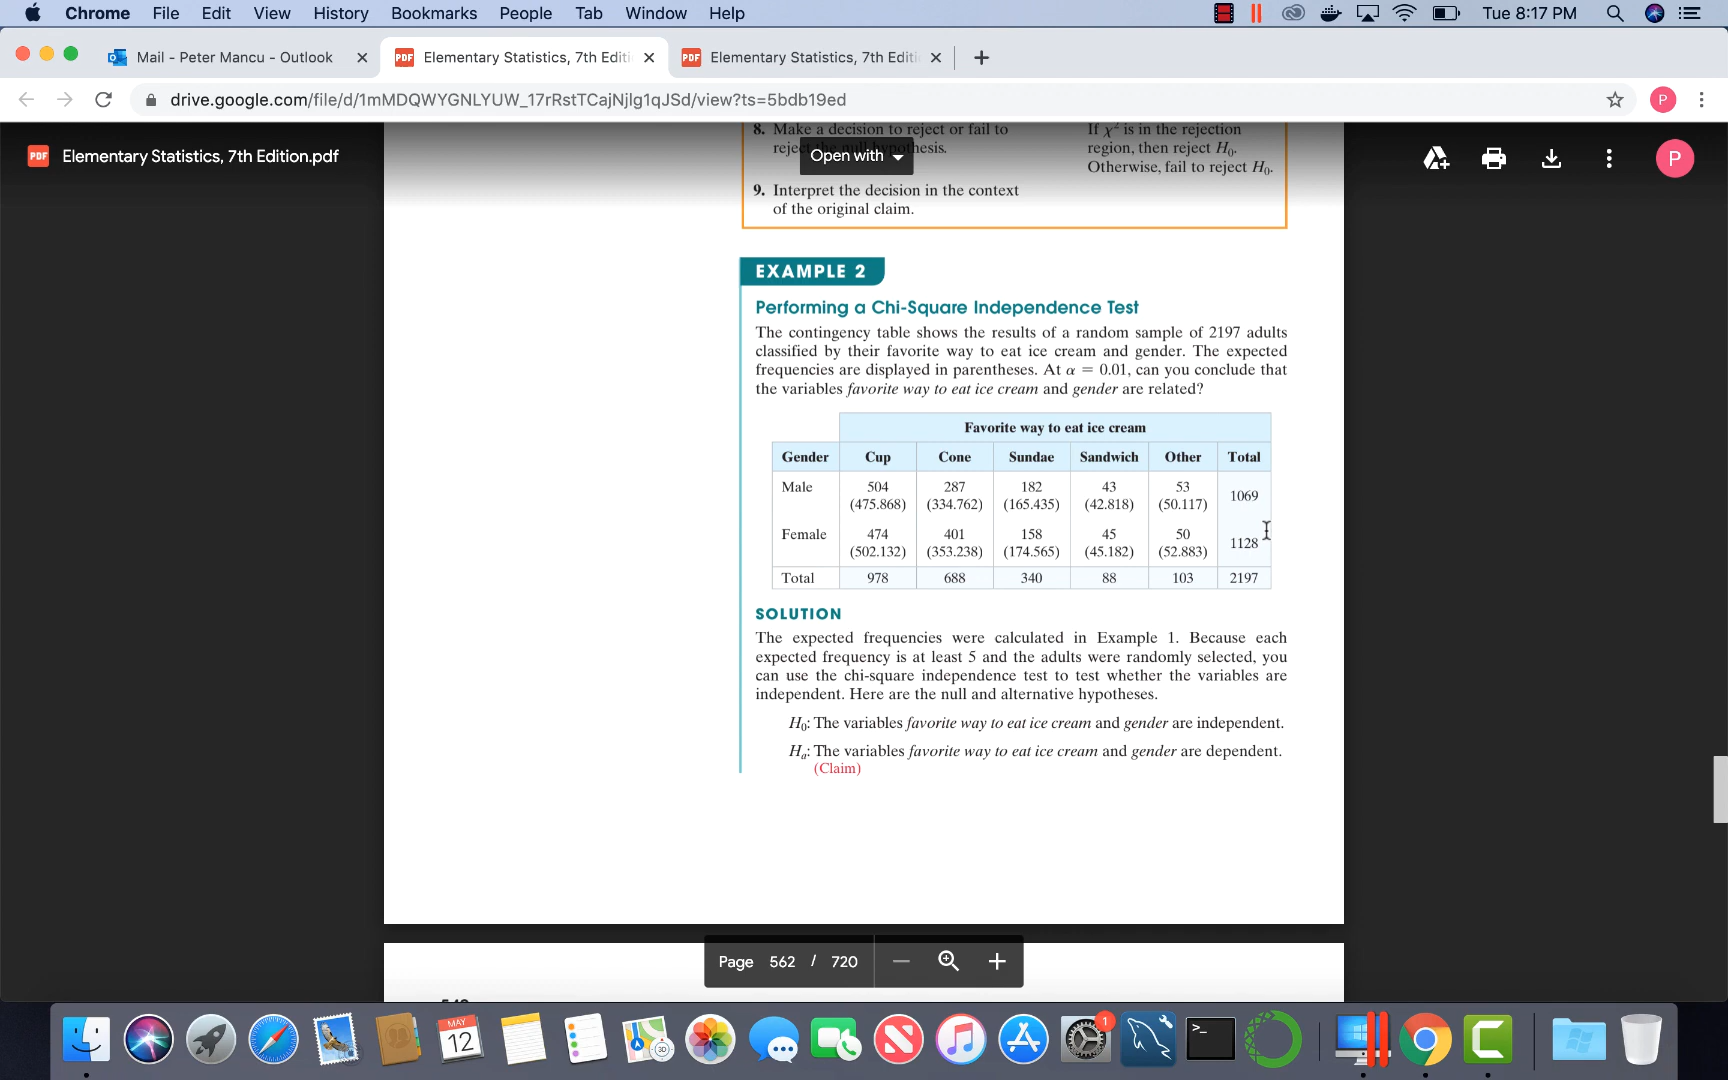 Chrome File Edit View History Bookmarks People Tab Window Help Tue 8:17 PM
Mail - Peter Mancu - Outlook Elementary Statistics, 7th Editi Elementary Statistics, 7th Editi
drive.google.com/file/d/1mMDQWYGNLYUW_17rRstTCajNjlg1qJSd/view?ts=5bdb19ed P
PDF Elementary Statistics, 7th Edition.pdf
Open with
P
8. Make a decision to reject or fail to
reject the null hypothesis.
If χ² is in the rejection
region, then reject H₀.
Otherwise, fail to reject H₀.
9. Interpret the decision in the context
of the original claim.
EXAMPLE 2
Performing a Chi-Square Independence Test
The contingency table shows the results of a random sample of 2197 adults
classified by their favorite way to eat ice cream and gender. The expected
frequencies are displayed in parentheses. At α = 0.01, can you conclude that
the variables favorite way to eat ice cream and gender are related?
Favorite way to eat ice cream
Gender Cup Cone Sundae Sandwich Other Total
Male 504 287 182 43 53 1069
(475.868) (334.762) (165.435) (42.818) (50.117)
Female 474 401 158 45 50 1128
(502.132) (353.238) (174.565) (45.182) (52.883)
Total 978 688 340 88 103 2197
SOLUTION
The expected frequencies were calculated in Example 1. Because each
expected frequency is at least 5 and the adults were randomly selected, you
can use the chi-square independence test to test whether the variables are
independent. Here are the null and alternative hypotheses.
H₀: The variables favorite way to eat ice cream and gender are independent.
Hₐ: The variables favorite way to eat ice cream and gender are dependent.
(Claim)
Page 562 / 720
MAY
12
3D
1